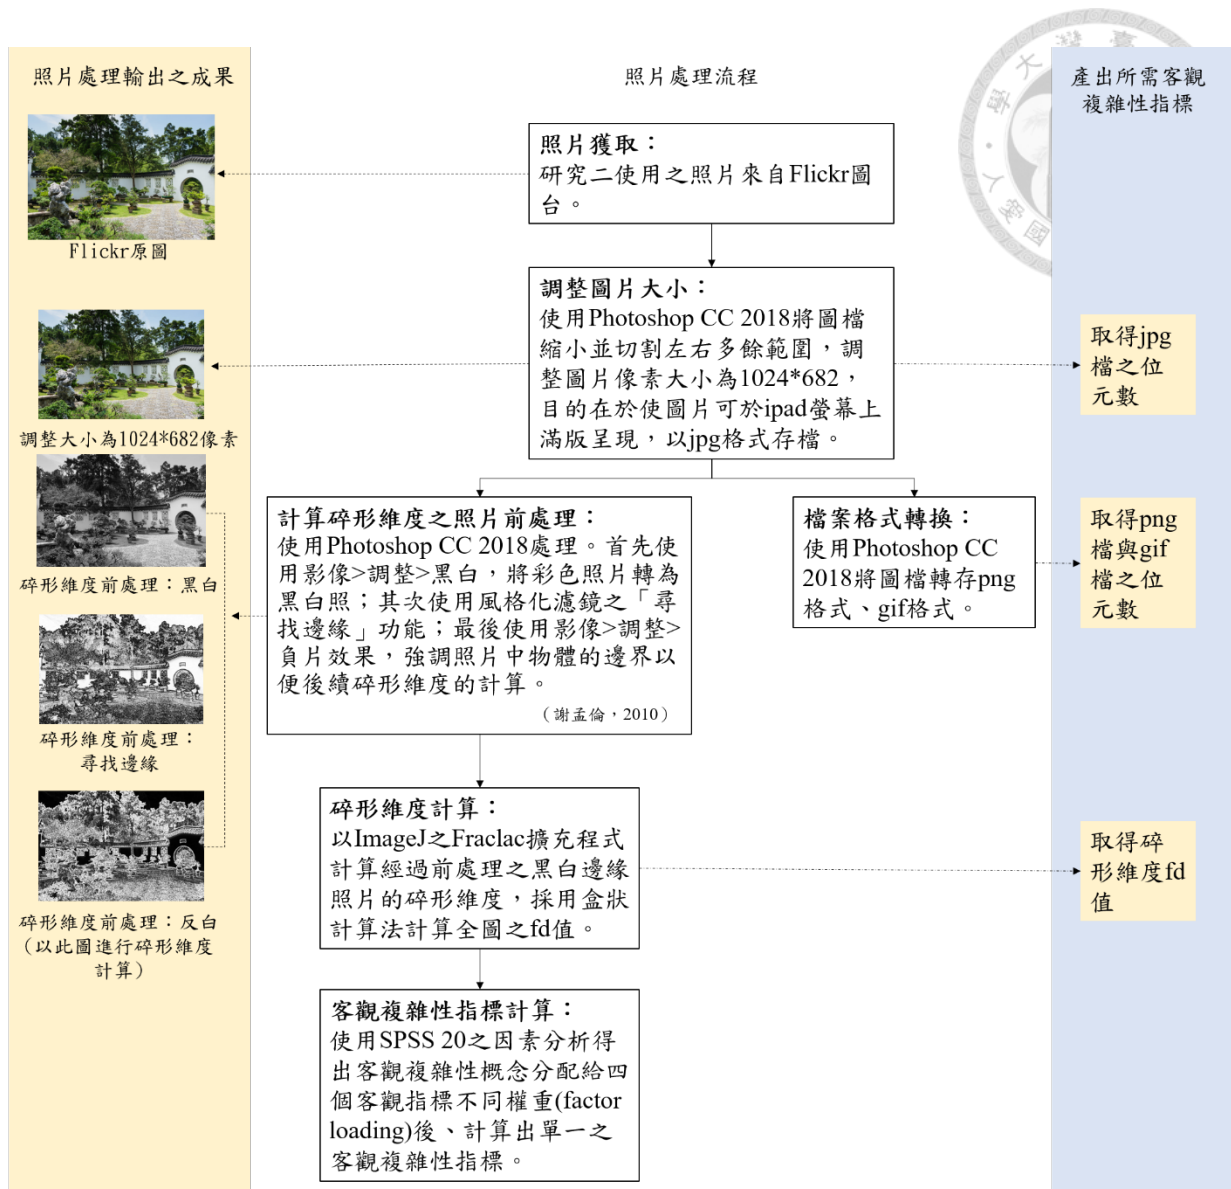 照片處理輸出之成果
照片處理流程
產出所需客觀
複雜性指標
Flickr原圖
調整大小為1024*682像素
碎形維度前處理：黑白
碎形維度前處理：
尋找邊緣
碎形維度前處理：反白
（以此圖進行碎形維度
計算）
照片獲取：
研究二使用之照片來自Flickr圖
台。
調整圖片大小：
使用Photoshop CC 2018將圖檔
縮小並切割左右多餘範圍，調
整圖片像素大小為1024*682，
目的在於使圖片可於ipad螢幕上
滿版呈現，以jpg格式存檔。
計算碎形維度之照片前處理：
使用Photoshop CC 2018處理。首先使
用影像>調整>黑白，將彩色照片轉為
黑白照；其次使用風格化濾鏡之「尋
找邊緣」功能；最後使用影像>調整>
負片效果，強調照片中物體的邊界以
便後續碎形維度的計算。
（謝孟倫，2010）
檔案格式轉換：
使用Photoshop CC
2018將圖檔轉存png
格式、gif格式。
碎形維度計算：
以ImageJ之Fraclac擴充程式
計算經過前處理之黑白邊緣
照片的碎形維度，採用盒狀
計算法計算全圖之fd值。
客觀複雜性指標計算：
使用SPSS 20之因素分析得
出客觀複雜性概念分配給四
個客觀指標不同權重(factor
loading)後、計算出單一之
客觀複雜性指標。
取得jpg
檔之位
元數
取得png
檔與gif
檔之位
元數
取得碎
形維度fd
值
學大灣臺
人愛國